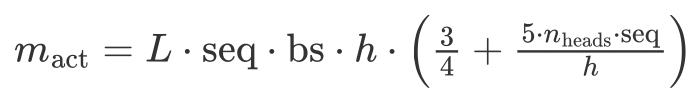 m_act = L · seq · bs · h · (3/4 + 5·n_heads·seq/h)